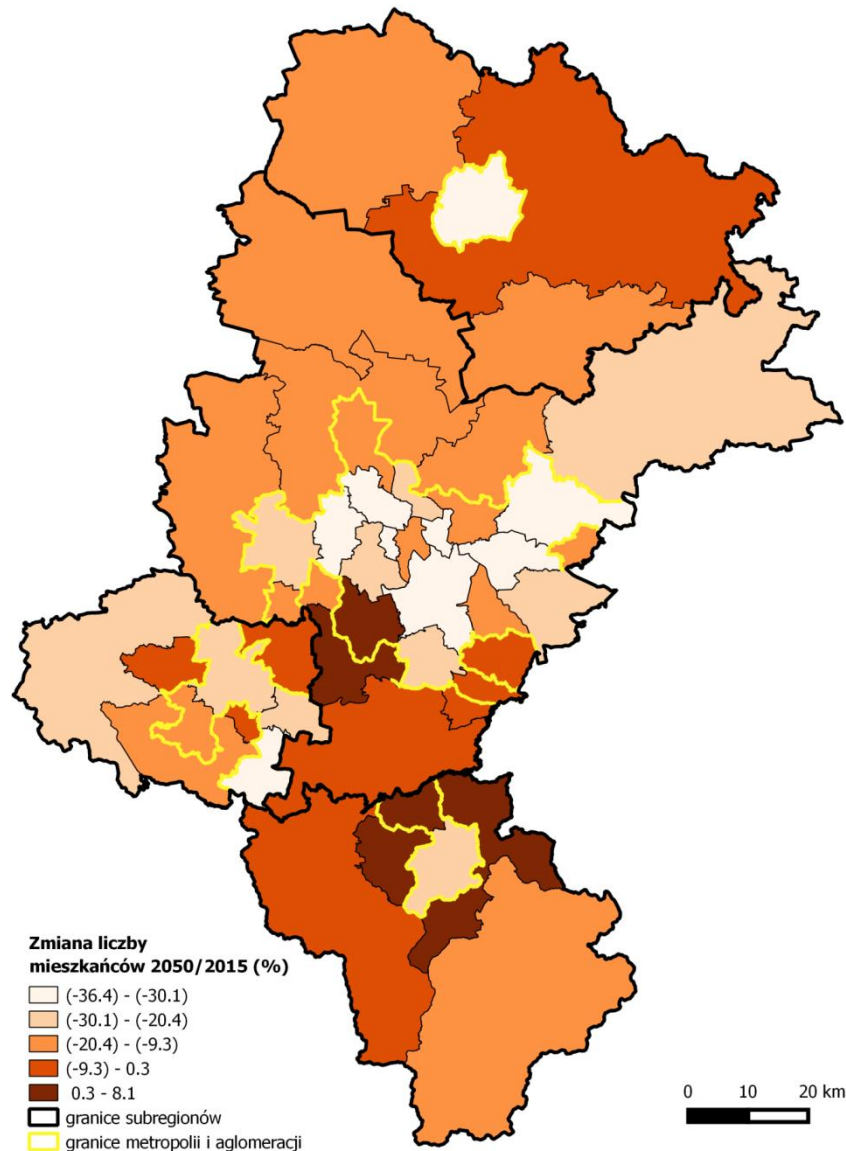 Zmiana liczby
mieszkańców 2050/2015 (%)
(-36.4) - (-30.1)
(-30.1) - (-20.4)
(-20.4) - (-9.3)
(-9.3) - 0.3
0.3 - 8.1
granice subregionów
granice metropolii i aglomeracji
0 10 20 km